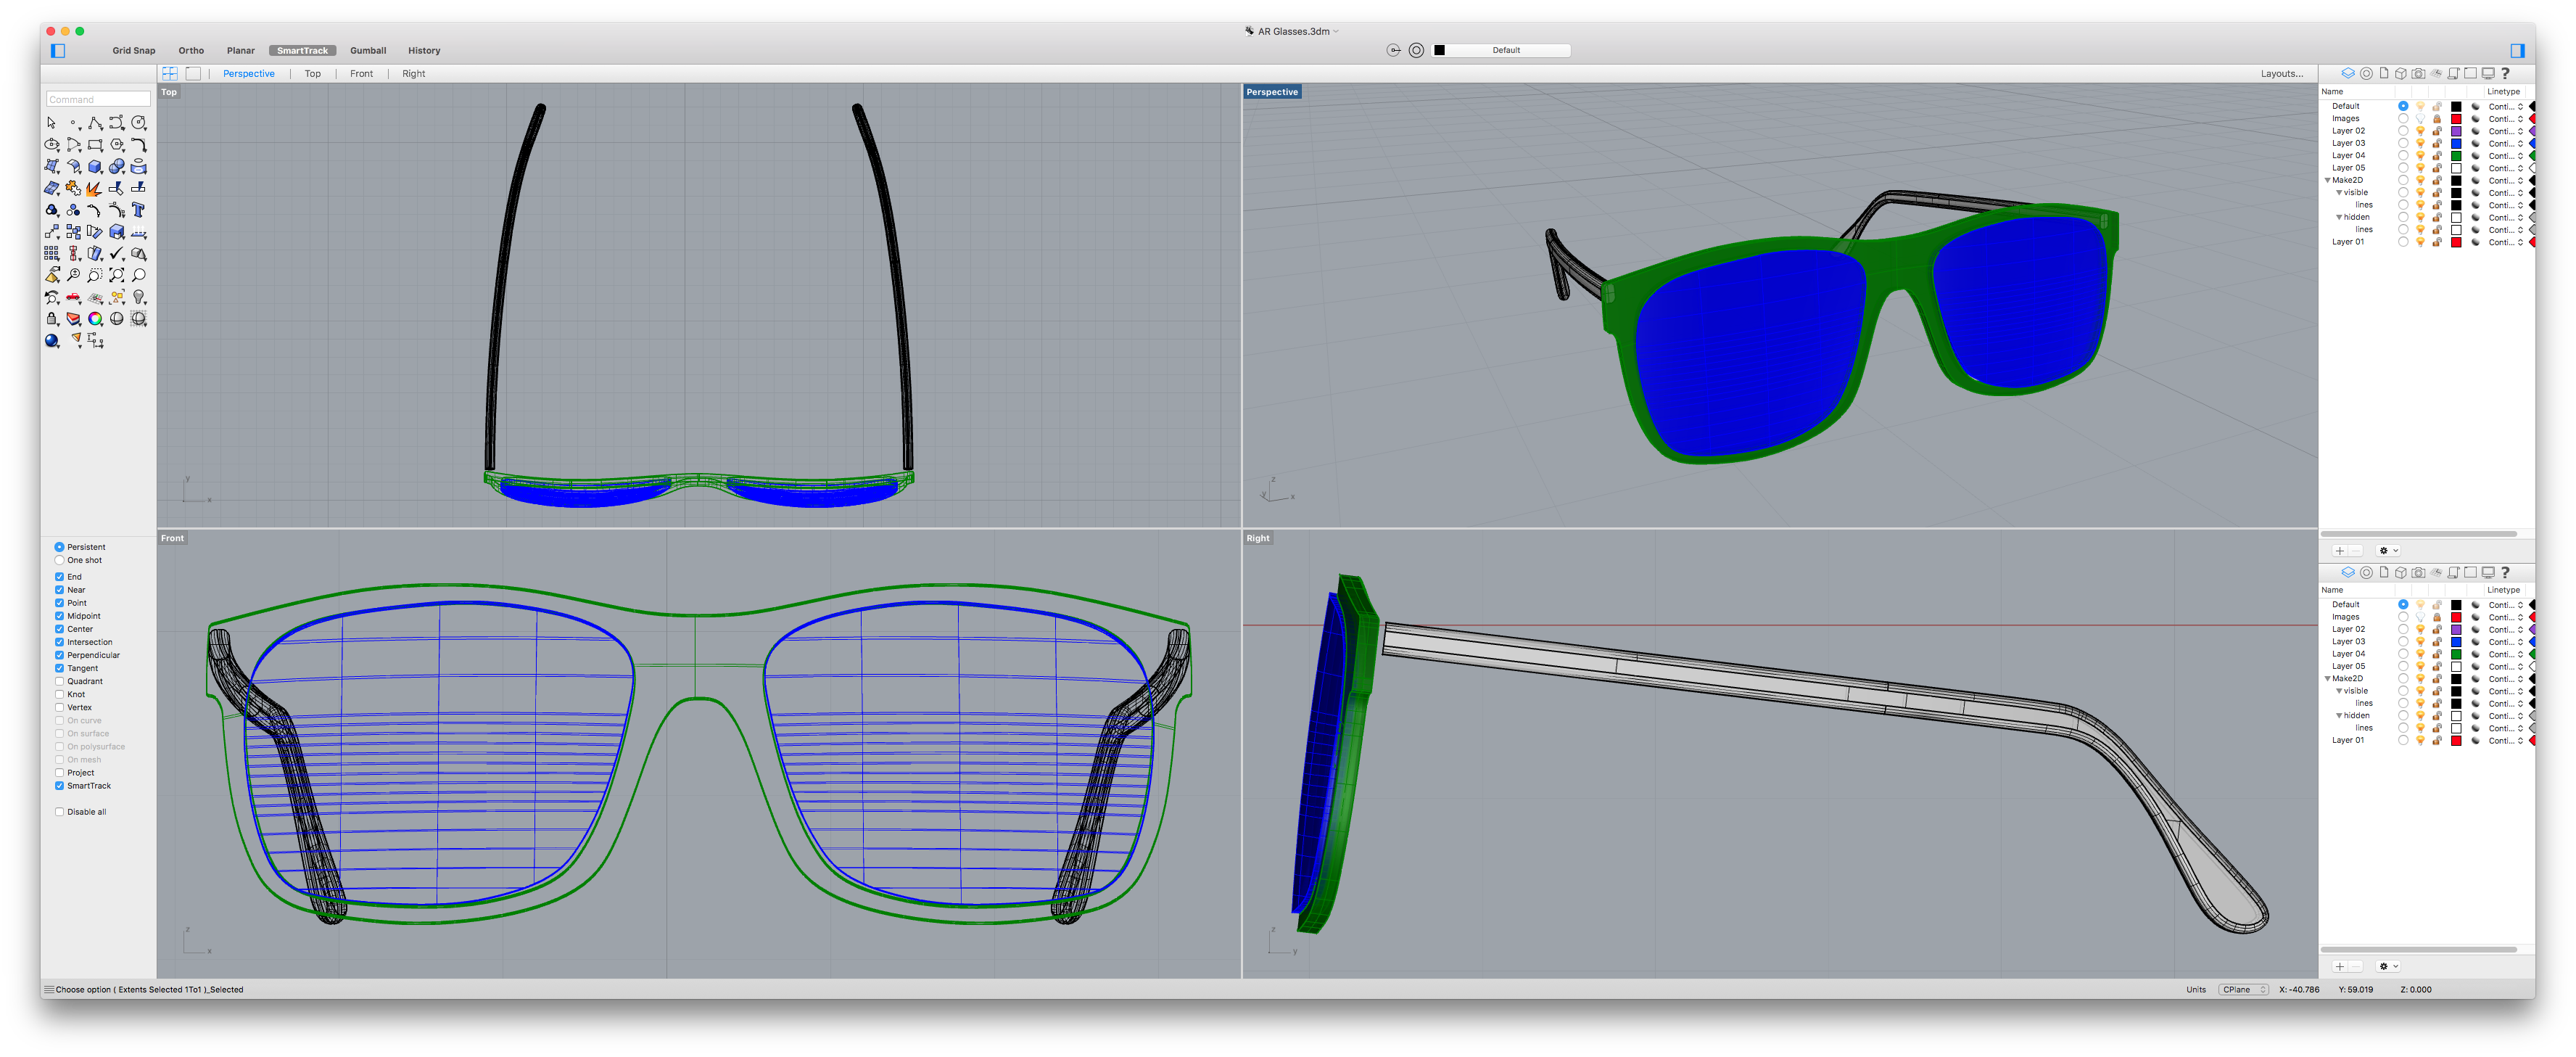 AR Glasses.3dm
Grid Snap Ortho Planar SmartTrack Gumball History
Default
Perspective Top Front Right
Layouts...
Command
Top
Perspective
Front
Right
y
x
z
y
x
z
x
z
y
Persistent
One shot
End
Near
Point
Midpoint
Center
Intersection
Perpendicular
Tangent
Quadrant
Knot
Vertex
On curve
On surface
On polysurface
On mesh
Project
SmartTrack
Disable all
Name Linetype
Default Conti...
Images Conti...
Layer 02 Conti...
Layer 03 Conti...
Layer 04 Conti...
Layer 05 Conti...
Make2D Conti...
visible Conti...
lines Conti...
hidden Conti...
lines Conti...
Layer 01 Conti...
Name Linetype
Default Conti...
Images Conti...
Layer 02 Conti...
Layer 03 Conti...
Layer 04 Conti...
Layer 05 Conti...
Make2D Conti...
visible Conti...
lines Conti...
hidden Conti...
lines Conti...
Layer 01 Conti...
Choose option ( Extents Selected 1To1 )_Selected
Units CPlane X: -40.786 Y: 59.019 Z: 0.000